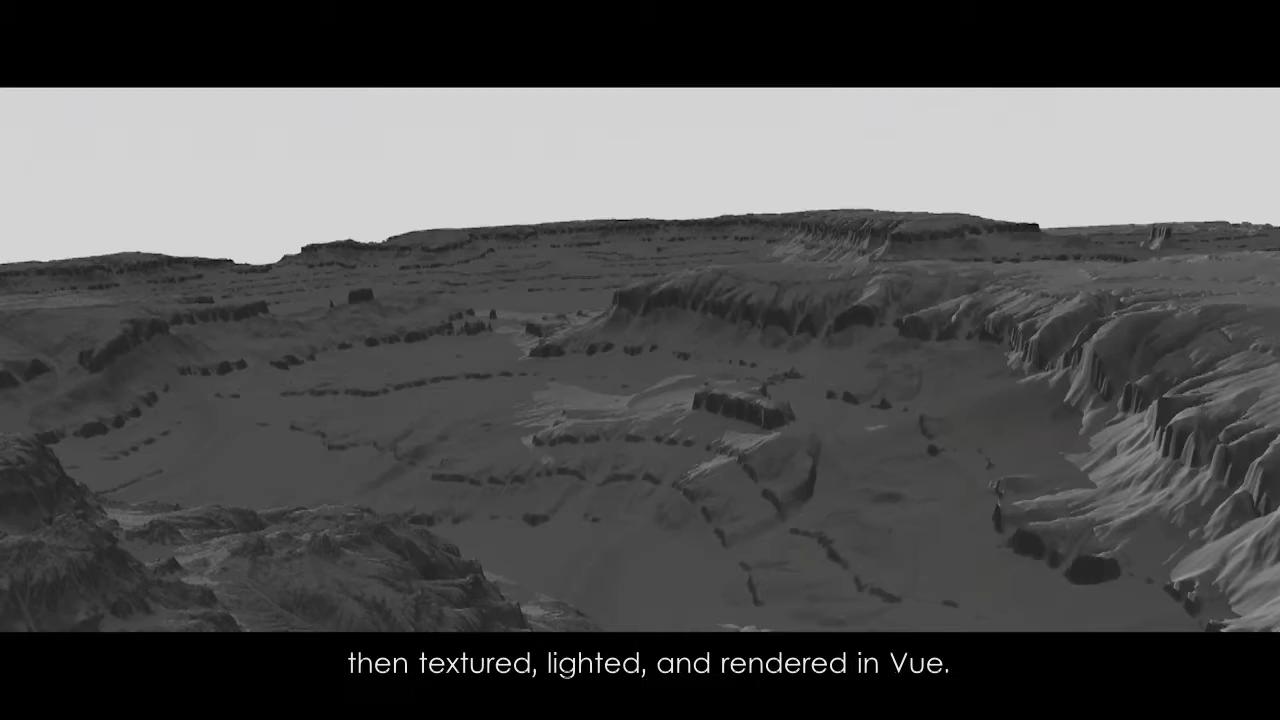 then textured, lighted, and rendered in Vue.